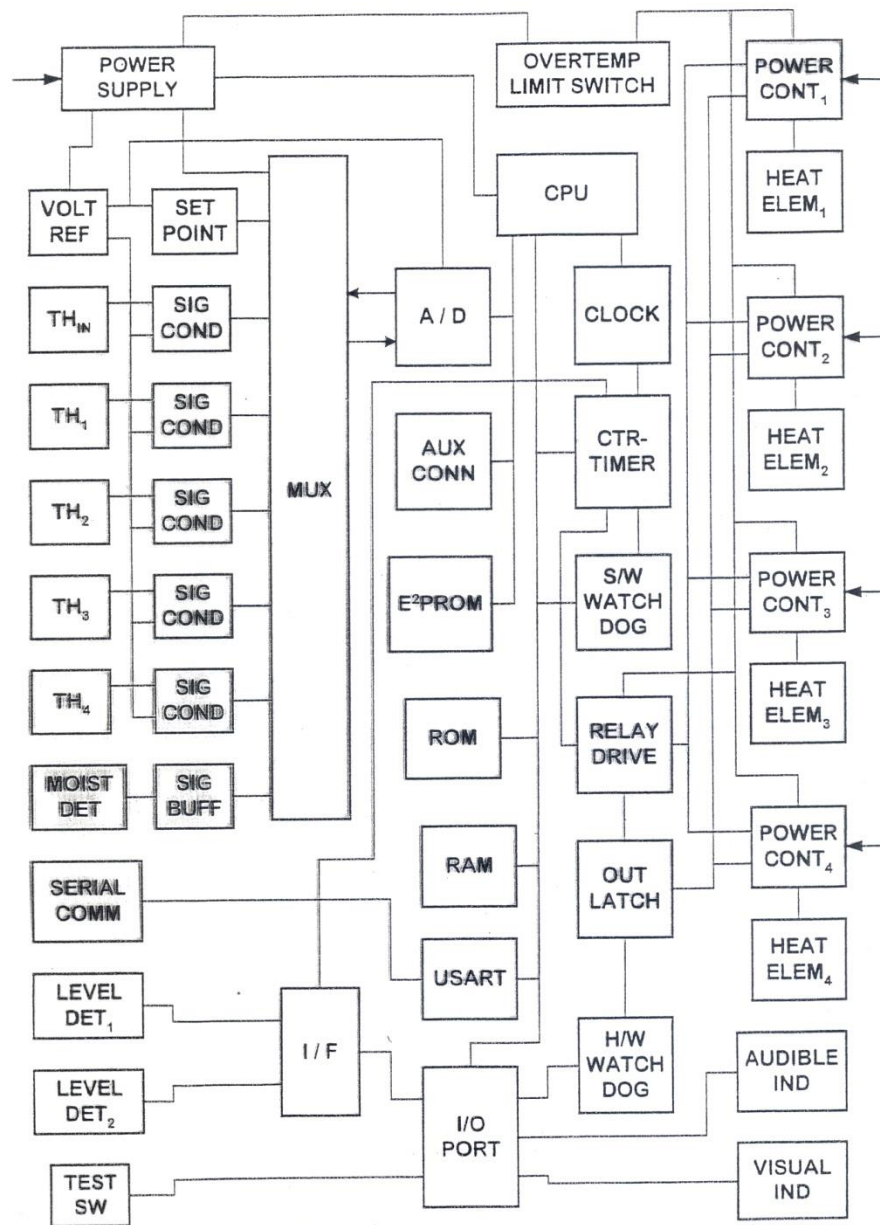 POWER
SUPPLY
OVERTEMP
LIMIT SWITCH
POWER
CONT₁
HEAT
ELEM₁
CPU
VOLT
REF
SET
POINT
MUX
A / D
CLOCK
TH_IN
SIG
COND
POWER
CONT₂
HEAT
ELEM₂
TH₁
SIG
COND
AUX
CONN
CTR-
TIMER
TH₂
SIG
COND
TH₃
SIG
COND
E²PROM
S/W
WATCH
DOG
POWER
CONT₃
HEAT
ELEM₃
TH₄
SIG
COND
ROM
RELAY
DRIVE
MOIST
DET
SIG
BUFF
POWER
CONT₄
HEAT
ELEM₄
SERIAL
COMM
RAM
OUT
LATCH
USART
LEVEL
DET₁
I / F
H/W
WATCH
DOG
AUDIBLE
IND
LEVEL
DET₂
I/O
PORT
TEST
SW
VISUAL
IND